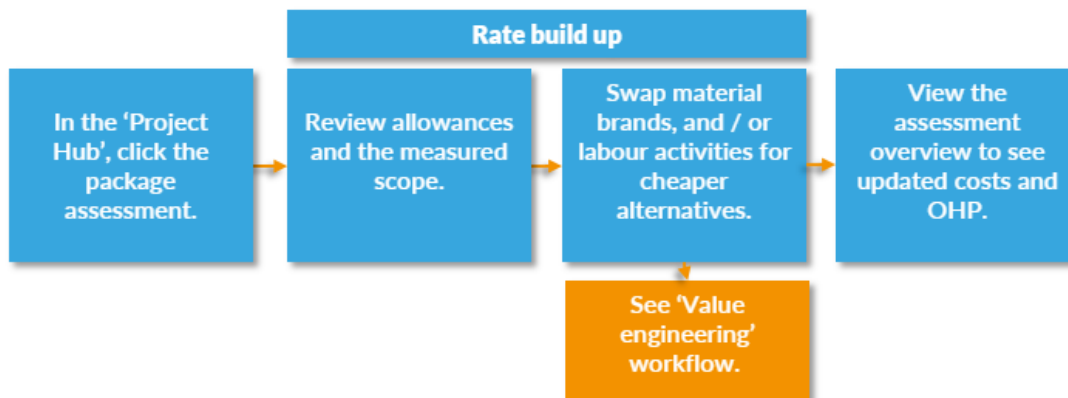 Rate build up
In the ‘Project
Hub’, click the
package
assessment.
Review allowances
and the measured
scope.
Swap material
brands, and / or
labour activities for
cheaper
alternatives.
View the
assessment
overview to see
updated costs and
OHP.
See ‘Value
engineering’
workflow.